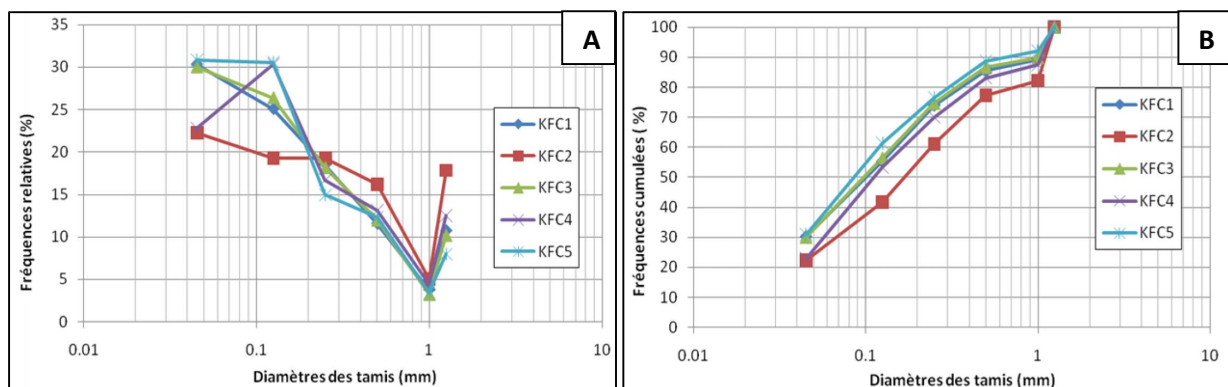 A
35
30
25
20
15
10
5
0
0.01 0.1 1 10
Fréquences relatives (%)
Diamètres des tamis (mm)
KFC1
KFC2
KFC3
KFC4
KFC5
B
100
90
80
70
60
50
40
30
20
10
0
0.01 0.1 1 10
Fréquences cumulées (%)
Diamètres des tamis (mm)
KFC1
KFC2
KFC3
KFC4
KFC5